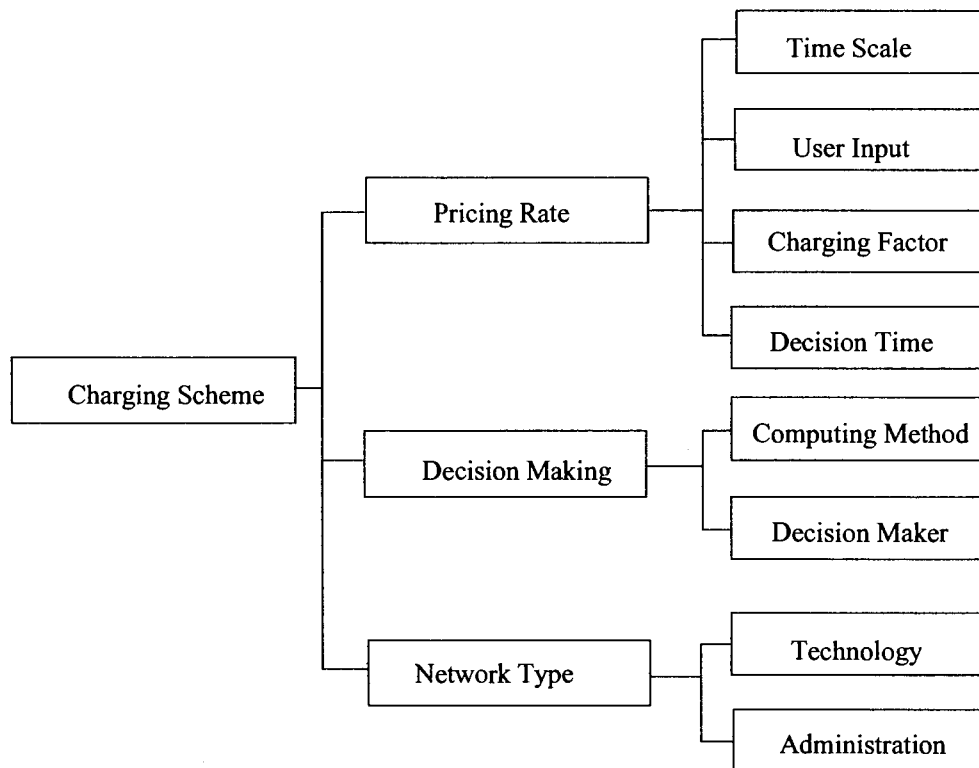 Time Scale
User Input
Pricing Rate
Charging Factor
Decision Time
Charging Scheme
Computing Method
Decision Making
Decision Maker
Technology
Network Type
Administration